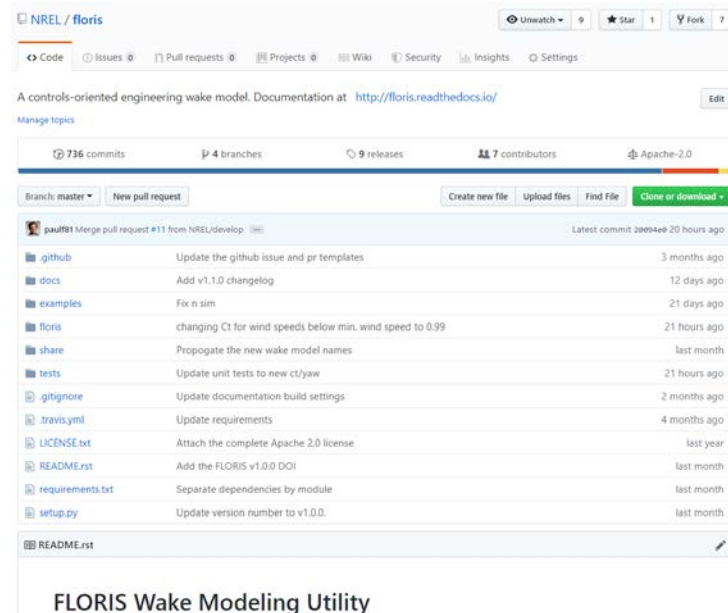 NREL / floris
Unwatch 9 Star 1 Fork 7
Code Issues 0 Pull requests 0 Projects 0 Wiki Security Insights Settings
A controls-oriented engineering wake model. Documentation at http://floris.readthedocs.io/
Edit
Manage topics
736 commits 4 branches 9 releases 7 contributors Apache-2.0
Branch: master New pull request Create new file Upload files Find File Clone or download
paulf81 Merge pull request #11 from NREL/develop Latest commit 20094e0 20 hours ago
.github Update the github issue and pr templates 3 months ago
docs Add v1.1.0 changelog 12 days ago
examples Fix n sim 21 days ago
floris changing Ct for wind speeds below min. wind speed to 0.99 21 hours ago
share Propogate the new wake model names last month
tests Update unit tests to new ct/yaw 21 hours ago
.gitignore Update documentation build settings 2 months ago
.travis.yml Update requirements 4 months ago
LICENSE.txt Attach the complete Apache 2.0 license last year
README.rst Add the FLORIS v1.0.0 DOI last month
requirements.txt Separate dependencies by module last month
setup.py Update version number to v1.0.0. last month
README.rst
FLORIS Wake Modeling Utility